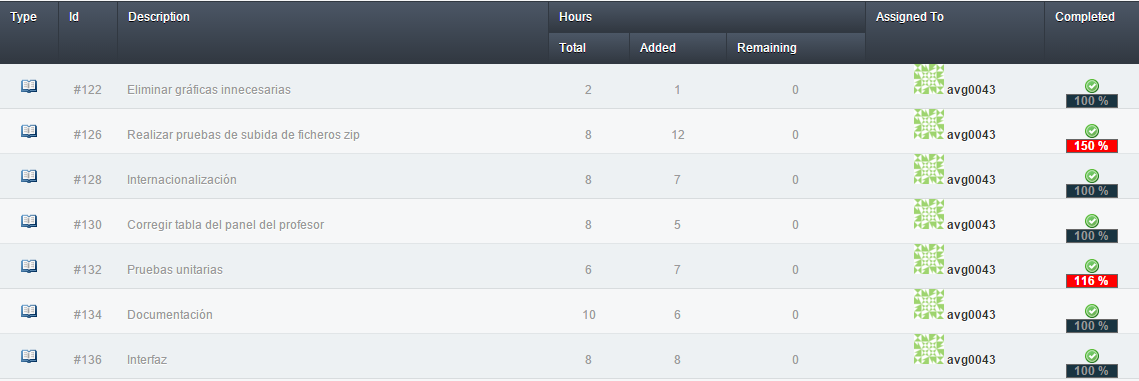 Type Id Description Hours Assigned To Completed
Total Added Remaining
#122 Eliminar gráficas innecesarias 2 1 0 avg0043 100 %
#126 Realizar pruebas de subida de ficheros zip 8 12 0 avg0043 150 %
#128 Internacionalización 8 7 0 avg0043 100 %
#130 Corregir tabla del panel del profesor 8 5 0 avg0043 100 %
#132 Pruebas unitarias 6 7 0 avg0043 116 %
#134 Documentación 10 6 0 avg0043 100 %
#136 Interfaz 8 8 0 avg0043 100 %